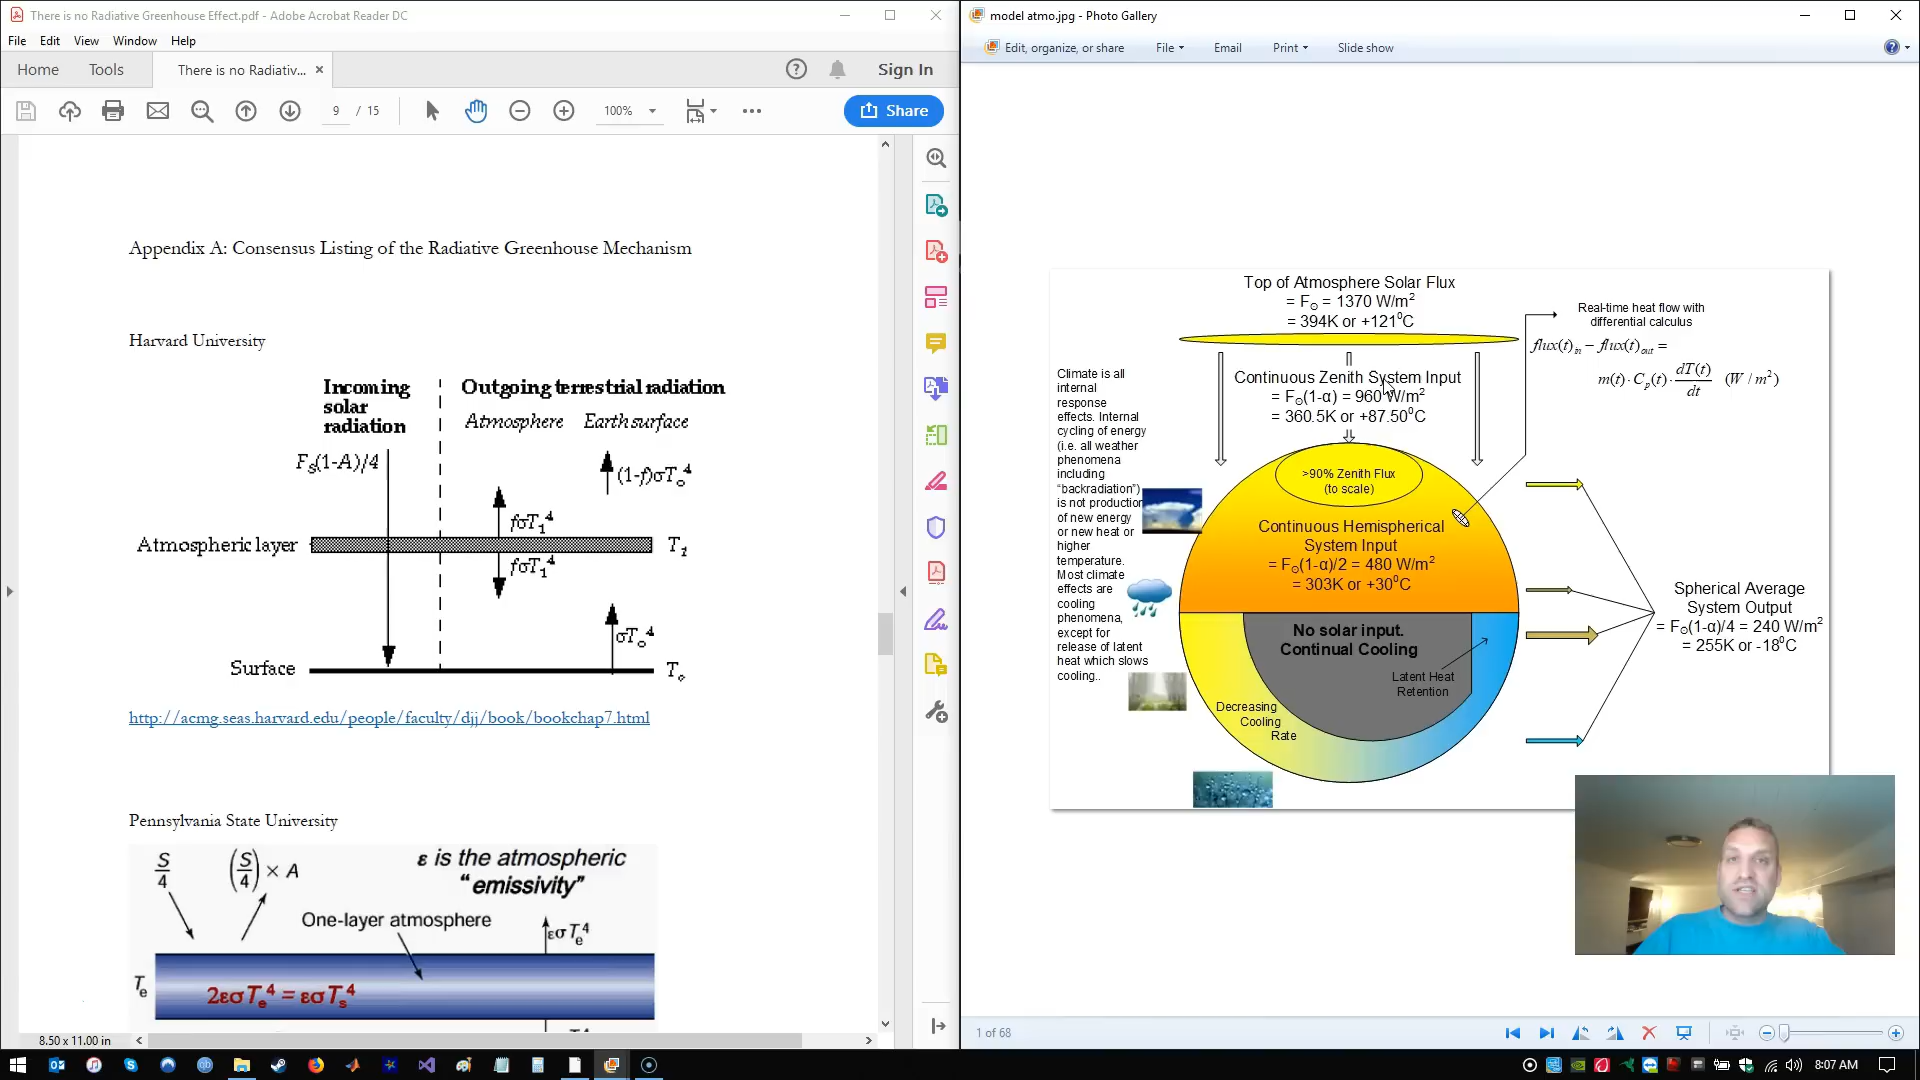 There is no Radiative Greenhouse Effect.pdf - Adobe Acrobat Reader DC
File Edit View Window Help
Home Tools There is no Radiativ... × Sign In
9 / 15 100% Share
Appendix A: Consensus Listing of the Radiative Greenhouse Mechanism
Harvard University
Incoming
solar
radiation
Outgoing terrestrial radiation
Atmosphere Earth surface
Fₛ(1-A)/4
(1-f)σTₒ⁴
fσT₁⁴
Atmospheric layer T₁
fσT₁⁴
σTₒ⁴
Surface Tₒ
http://acmg.seas.harvard.edu/people/faculty/djj/book/bookchap7.html
Pennsylvania State University
S/4 (S/4) × A
ε is the atmospheric
"emissivity"
One-layer atmosphere
εσTₑ⁴
Tₑ
2εσTₑ⁴ = εσTₛ⁴
8.50 x 11.00 in
model atmo.jpg - Photo Gallery
Edit, organize, or share File Email Print Slide show
Top of Atmosphere Solar Flux
= F⊙ = 1370 W/m²
= 394K or +121⁰C
Real-time heat flow with
differential calculus
flux(t)in − flux(t)out =
m(t) · Cp(t) · dT(t)/dt (W / m²)
Continuous Zenith System Input
= F⊙(1-α) = 960 W/m²
= 360.5K or +87.50⁰C
Climate is all
internal
response
effects. Internal
cycling of energy
(i.e. all weather
phenomena
including
"backradiation")
is not production
of new energy
or new heat or
higher
temperature.
Most climate
effects are
cooling
phenomena,
except for
release of latent
heat which slows
cooling..
>90% Zenith Flux
(to scale)
Continuous Hemispherical
System Input
= F⊙(1-α)/2 = 480 W/m²
= 303K or +30⁰C
No solar input.
Continual Cooling
Latent Heat
Retention
Decreasing
Cooling
Rate
Spherical Average
System Output
= F⊙(1-α)/4 = 240 W/m²
= 255K or -18⁰C
1 of 68
8:07 AM